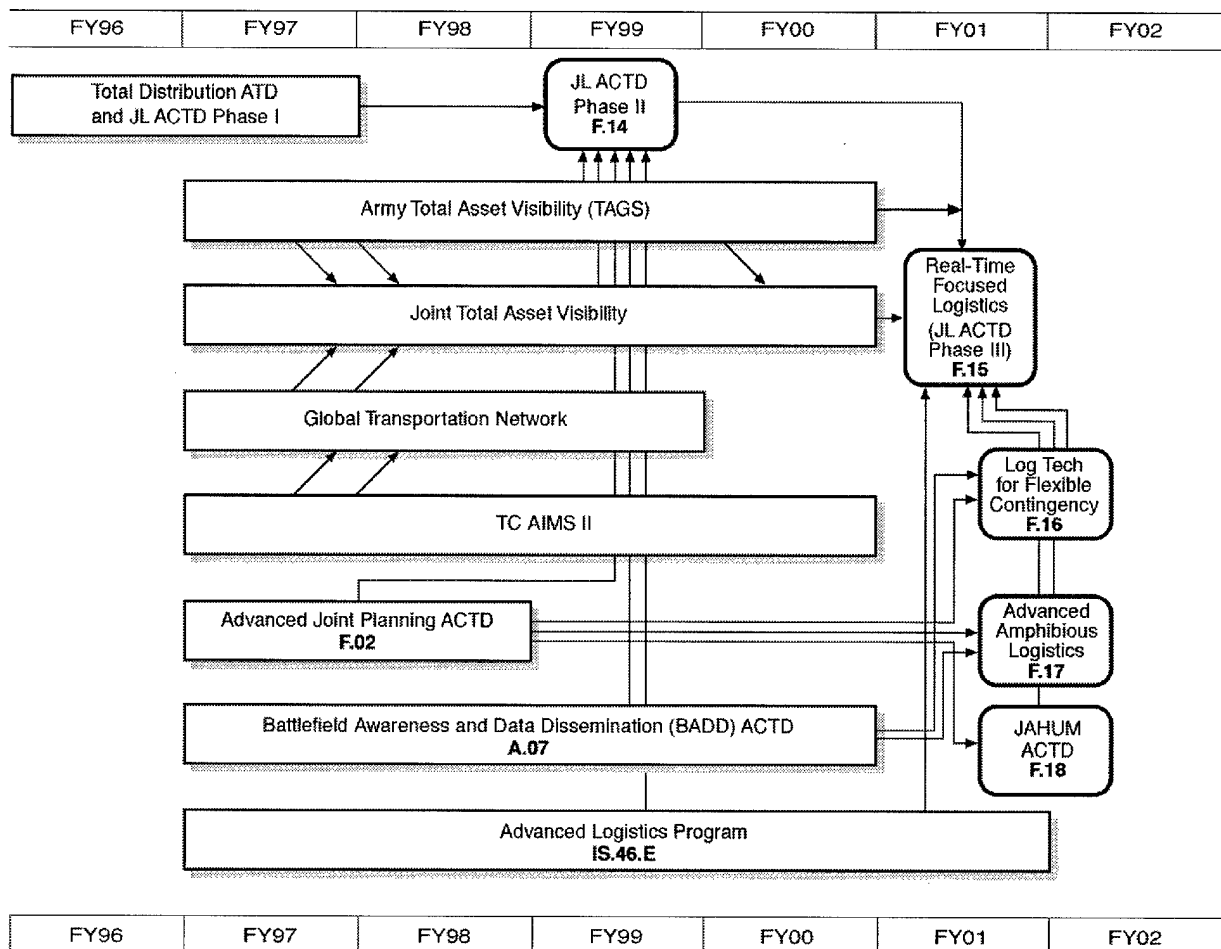 FY96 FY97 FY98 FY99 FY00 FY01 FY02
Total Distribution ATD
and JL ACTD Phase I
JL ACTD
Phase II
F.14
Army Total Asset Visibility (TAGS)
Joint Total Asset Visibility
Real-Time
Focused
Logistics
(JL ACTD
Phase III)
F.15
Global Transportation Network
Log Tech
for Flexible
Contingency
F.16
TC AIMS II
Advanced Joint Planning ACTD
F.02
Advanced
Amphibious
Logistics
F.17
Battlefield Awareness and Data Dissemination (BADD) ACTD
A.07
JAHUM
ACTD
F.18
Advanced Logistics Program
IS.46.E
FY96 FY97 FY98 FY99 FY00 FY01 FY02